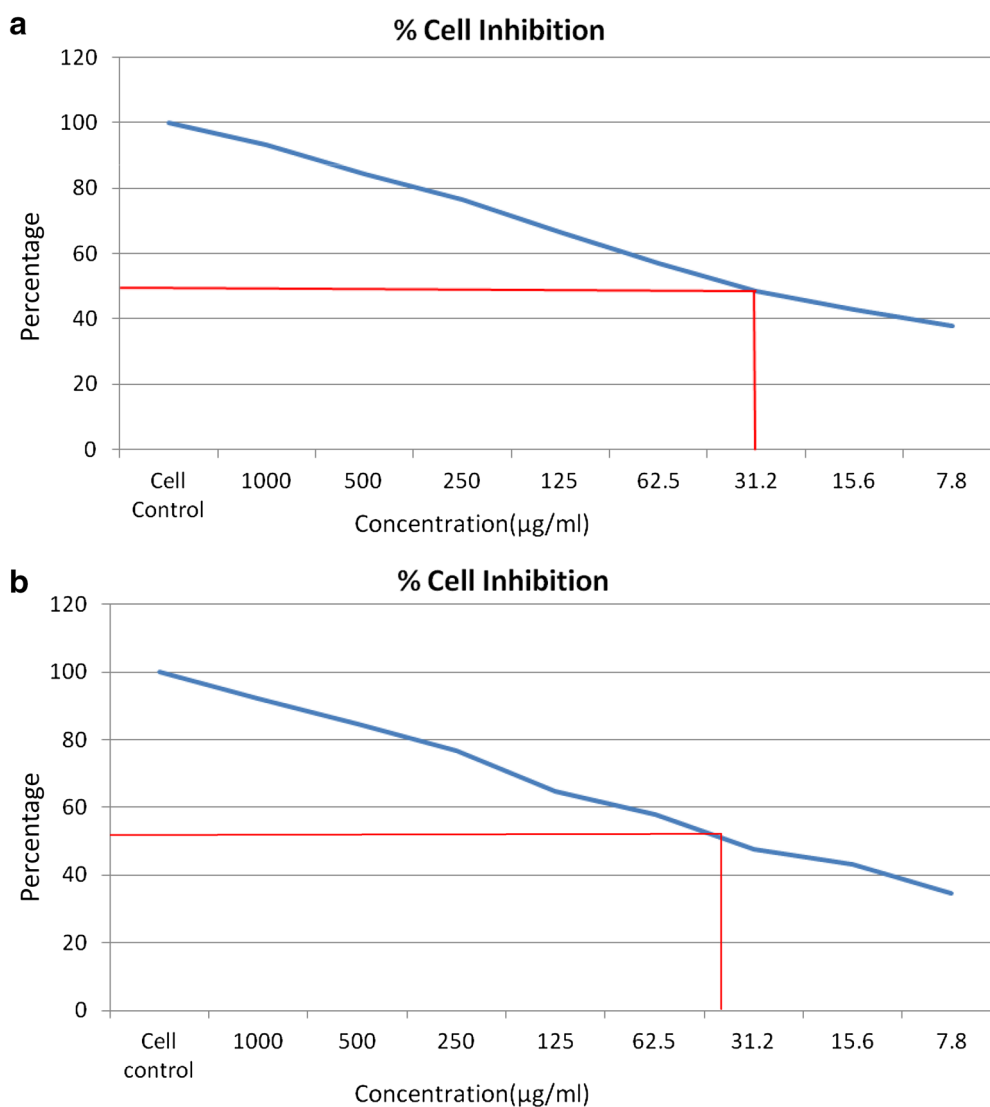 a
% Cell Inhibition
120
100
80
60
40
20
0
Percentage
Cell Control 1000 500 250 125 62.5 31.2 15.6 7.8
Concentration(µg/ml)
b
% Cell Inhibition
120
100
80
60
40
20
0
Percentage
Cell control 1000 500 250 125 62.5 31.2 15.6 7.8
Concentration(µg/ml)